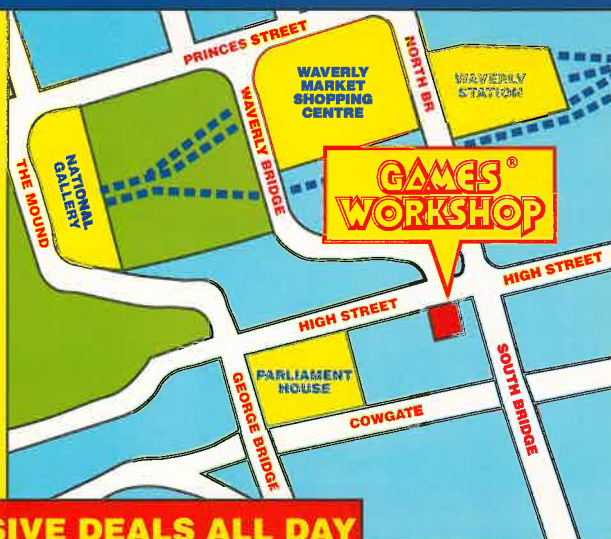 PRINCES STREET
WAVERLY
MARKET
SHOPPING
CENTRE
NORTH BR
WAVERLY
STATION
WAVERLY BRIDGE
THE MOUND
NATIONAL
GALLERY
GAMES®
WORKSHOP
HIGH STREET
HIGH STREET
PARLIAMENT
HOUSE
GEORGE BRIDGE
COWGATE
SOUTH BRIDGE
SIVE DEALS ALL DAY